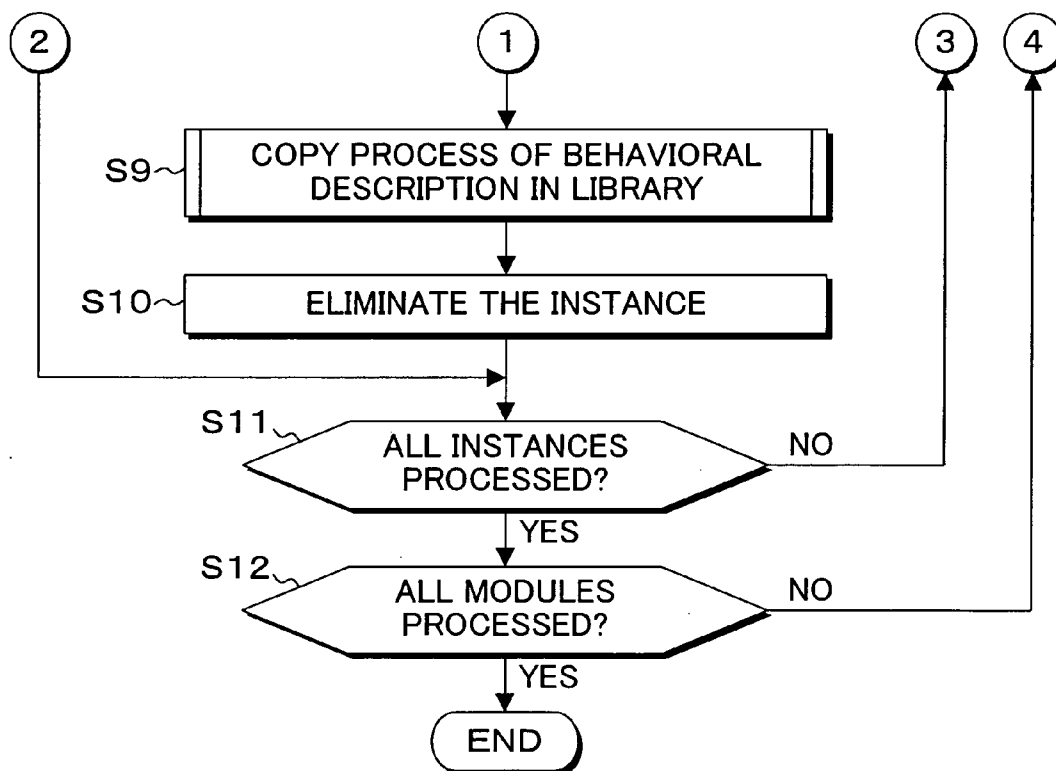 2
1
3
4
S9
COPY PROCESS OF BEHAVIORAL
DESCRIPTION IN LIBRARY
S10
ELIMINATE THE INSTANCE
S11
ALL INSTANCES
PROCESSED?
NO
YES
S12
ALL MODULES
PROCESSED?
NO
YES
END